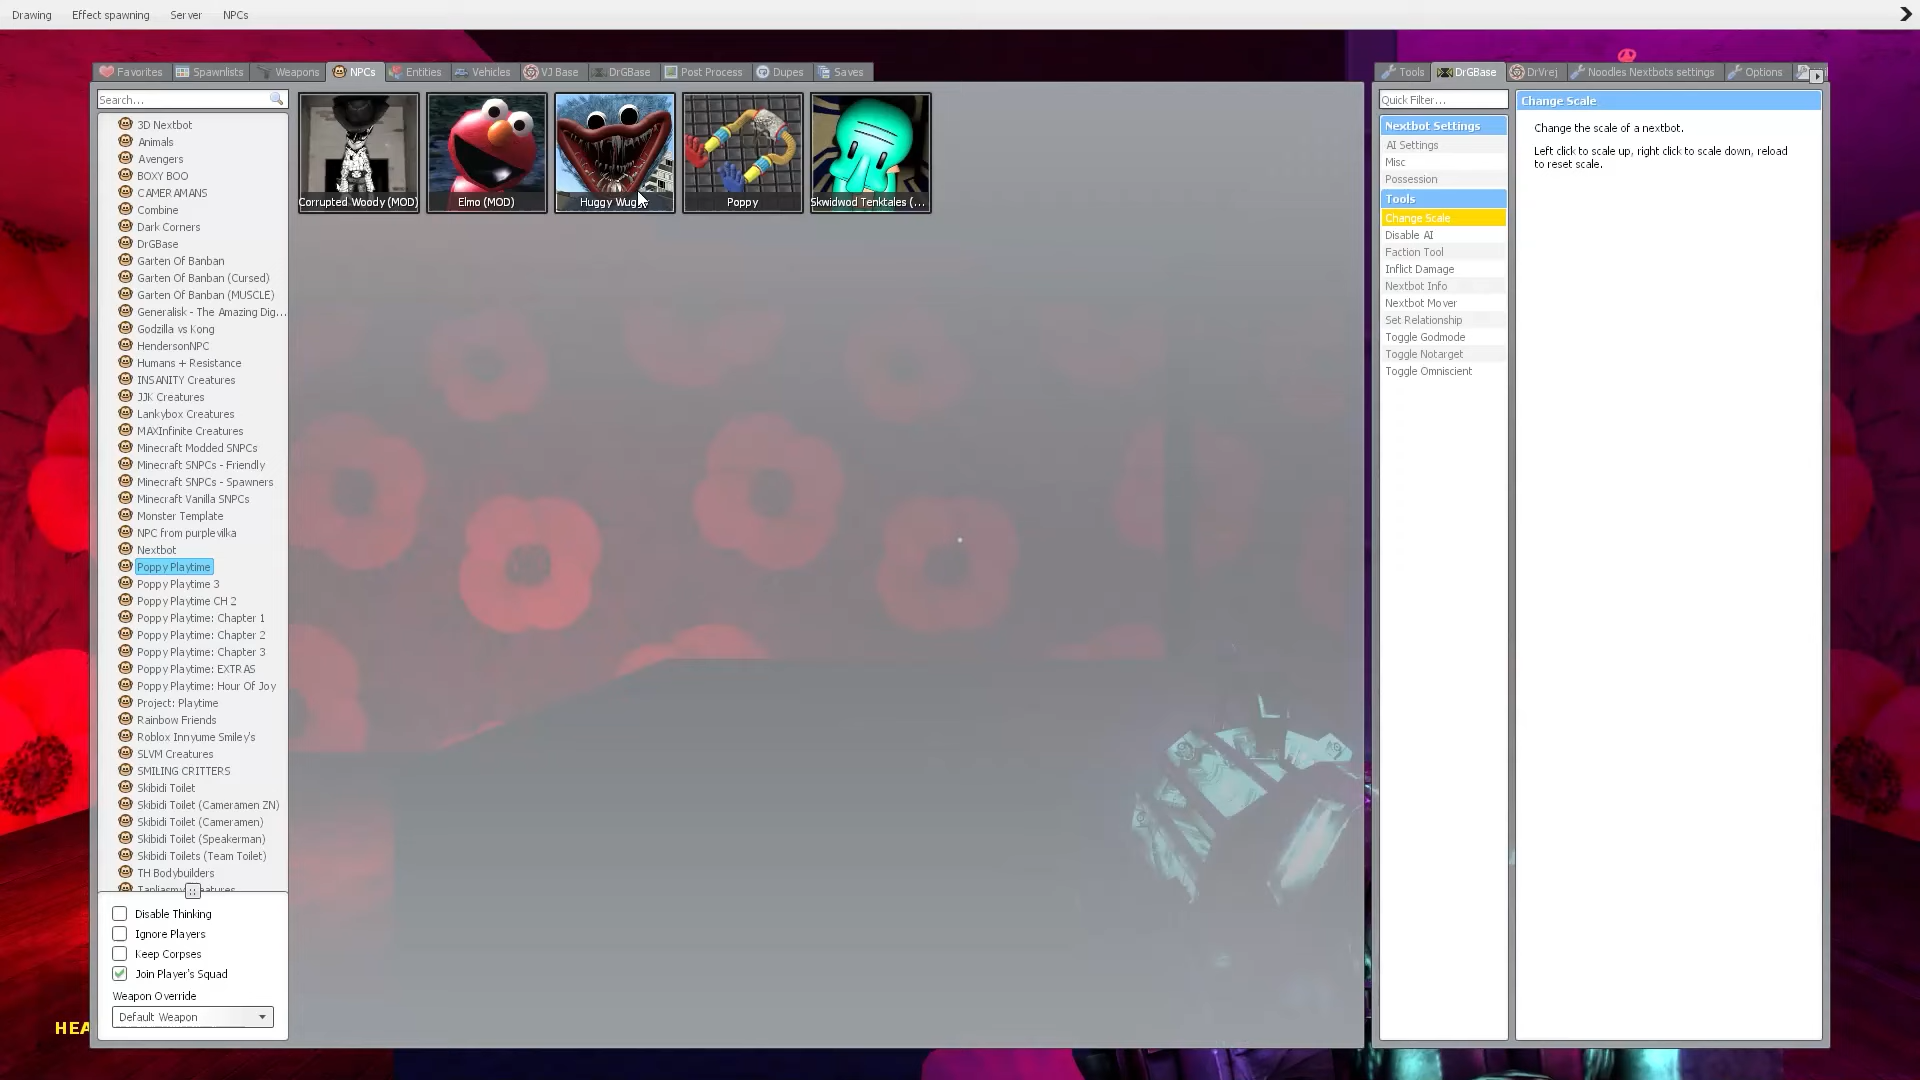 Drawing Effect spawning Server NPCs
Favorites Spawnlists Weapons NPCs Entities Vehicles VJ Base DrGBase Post Process Dupes Saves
Tools DrGBase DrVrej Noodles Nextbots settings Options
Search...
3D Nextbot
Animals
Avengers
BOXY BOO
CAMERAMANS
Combine
Dark Corners
DrGBase
Garten Of Banban
Garten Of Banban (Cursed)
Garten Of Banban (MUSCLE)
Generalisk - The Amazing Dig...
Godzilla vs Kong
HendersonNPC
Humans + Resistance
INSANITY Creatures
JJK Creatures
Lankybox Creatures
MAXInfinite Creatures
Minecraft Modded SNPCs
Minecraft SNPCs - Friendly
Minecraft SNPCs - Spawners
Minecraft Vanilla SNPCs
Monster Template
NPC from purplevilka
Nextbot
Poppy Playtime
Poppy Playtime 3
Poppy Playtime CH 2
Poppy Playtime: Chapter 1
Poppy Playtime: Chapter 2
Poppy Playtime: Chapter 3
Poppy Playtime: EXTRAS
Poppy Playtime: Hour Of Joy
Project: Playtime
Rainbow Friends
Roblox Innyume Smiley's
SLVM Creatures
SMILING CRITTERS
Skibidi Toilet
Skibidi Toilet (Cameramen ZN)
Skibidi Toilet (Cameramen)
Skibidi Toilet (Speakerman)
Skibidi Toilets (Team Toilet)
TH Bodybuilders
Disable Thinking
Ignore Players
Keep Corpses
Join Player's Squad
Weapon Override
Default Weapon
HEA
Corrupted Woody (MOD) Elmo (MOD) Huggy Wuggy Poppy Skwidwod Tenktales (...
Quick Filter...
Nextbot Settings
AI Settings
Misc
Possession
Tools
Change Scale
Disable AI
Faction Tool
Inflict Damage
Nextbot Info
Nextbot Mover
Set Relationship
Toggle Godmode
Toggle Notarget
Toggle Omniscient
Change Scale
Change the scale of a nextbot.
Left click to scale up, right click to scale down, reload
to reset scale.